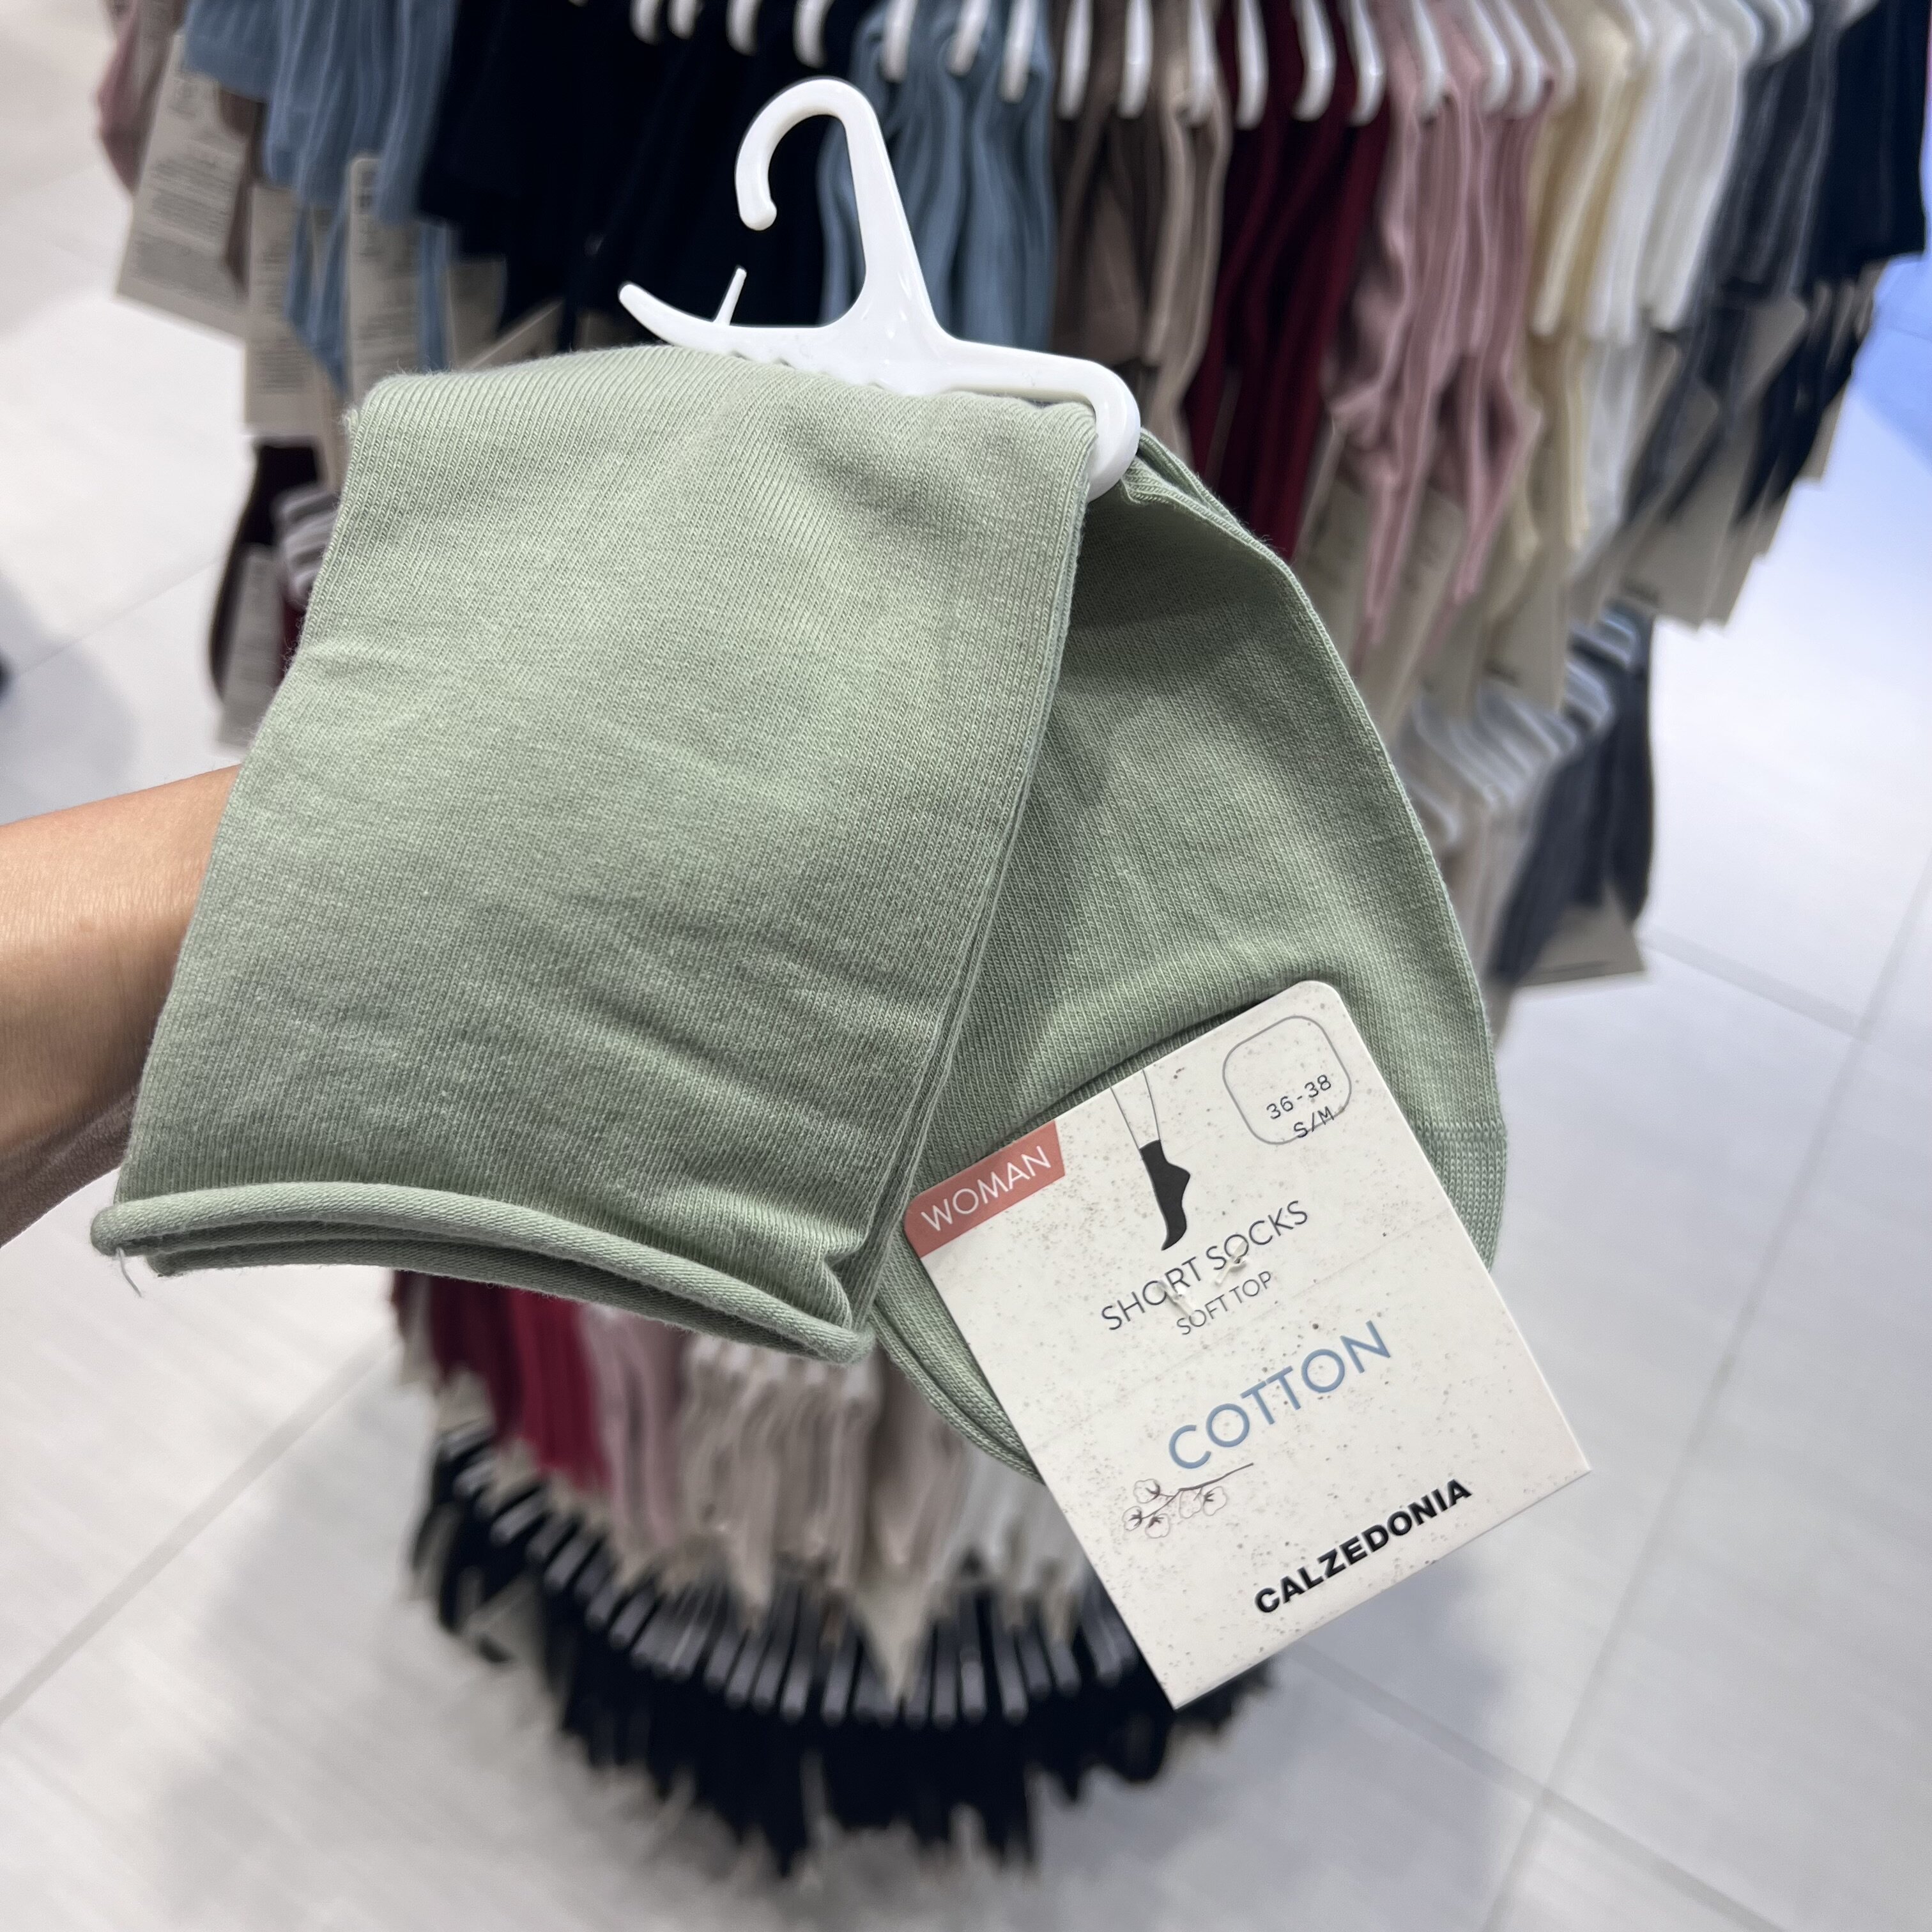 36-38
S/M
WOMAN
SHORT SOCKS
SOFT TOP
COTTON
CALZEDONIA